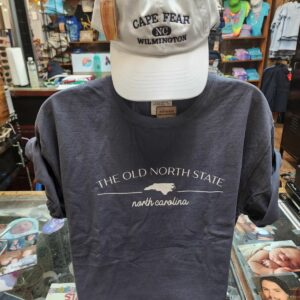 CAPE FEAR
NC
WILMINGTON
THE OLD NORTH STATE
north carolina